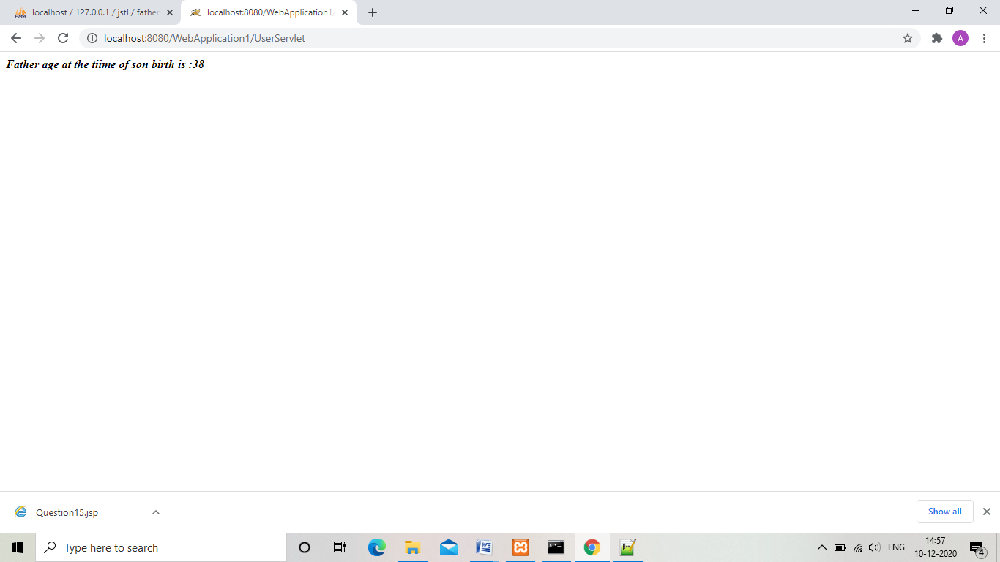 localhost / 127.0.0.1 / jstl / father
localhost:8080/WebApplication1/
localhost:8080/WebApplication1/UserServlet
A
Father age at the tiime of son birth is :38
Question15.jsp
Show all
Type here to search
ENG
14:57
10-12-2020
4